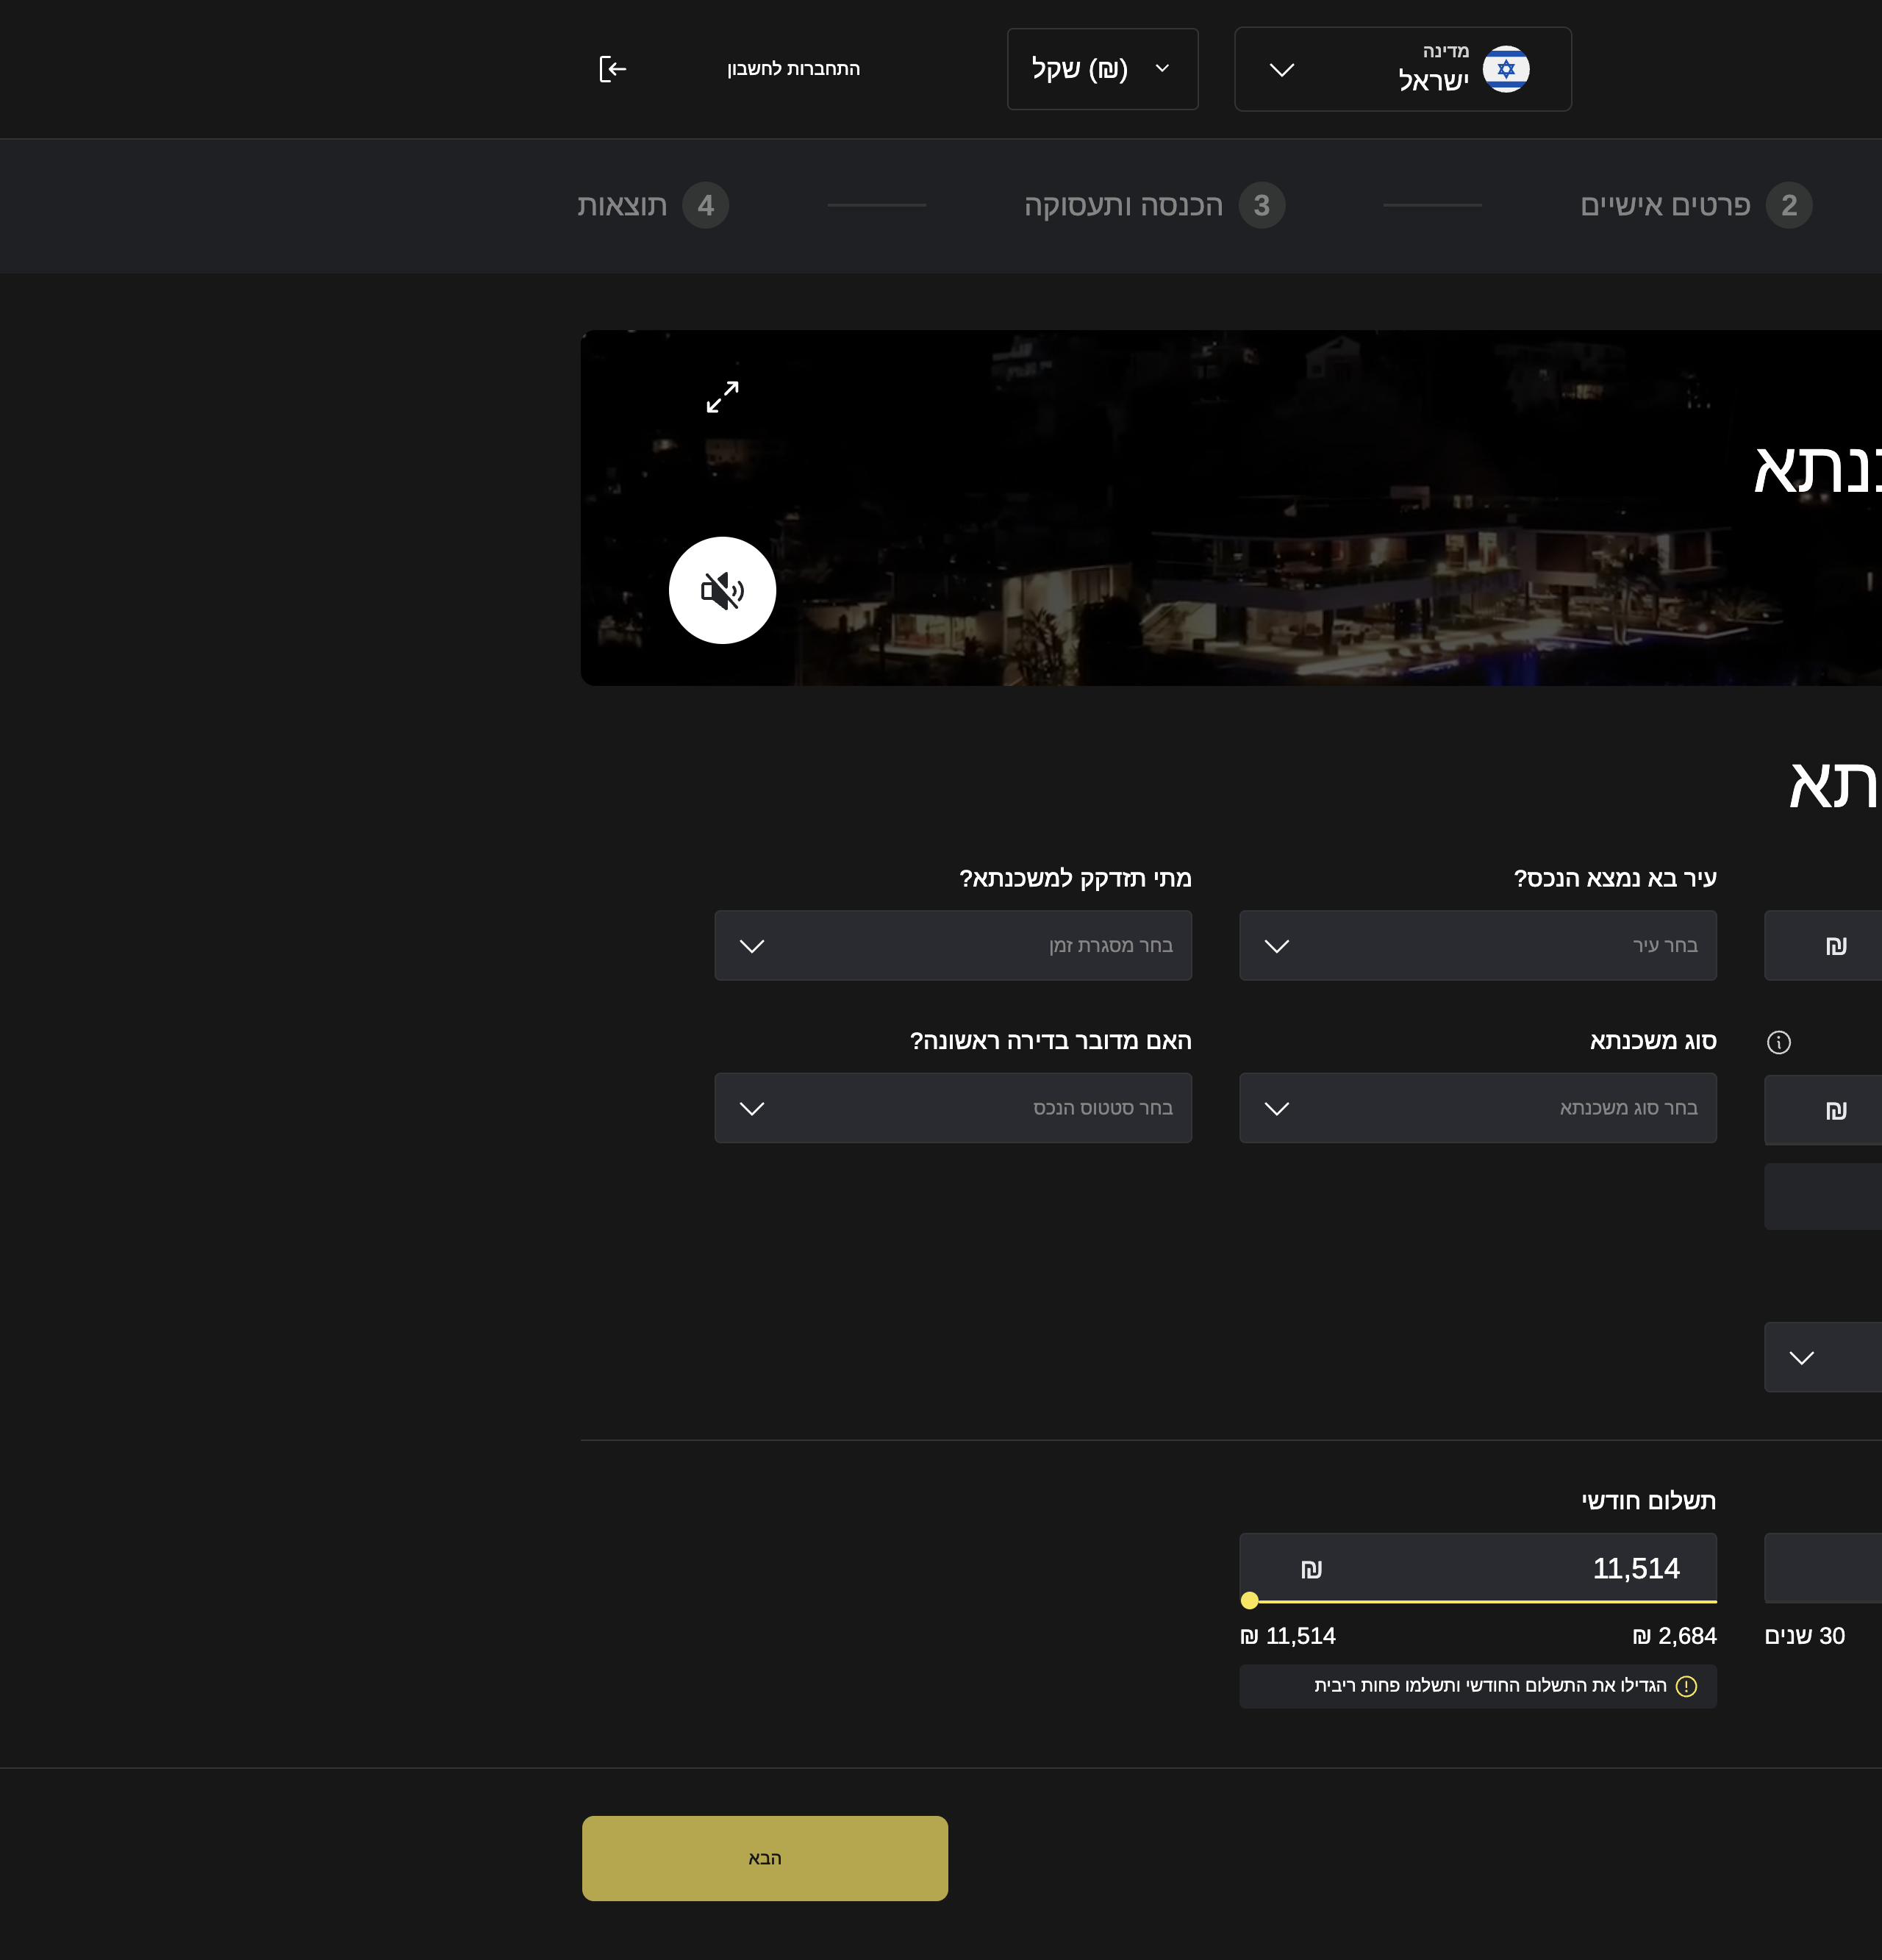 מדינה
ישראל
(₪) שקל
התחברות לחשבון
2 פרטים אישיים
3 הכנסה ותעסוקה
4 תוצאות
נתא
תא
עיר בא נמצא הנכס?
מתי תזדקק למשכנתא?
₪
בחר עיר
בחר מסגרת זמן
סוג משכנתא
האם מדובר בדירה ראשונה?
₪
בחר סוג משכנתא
בחר סטטוס הנכס
תשלום חודשי
11,514 ₪
30 שנים
2,684 ₪
11,514 ₪
הגדילו את התשלום החודשי ותשלמו פחות ריבית
הבא